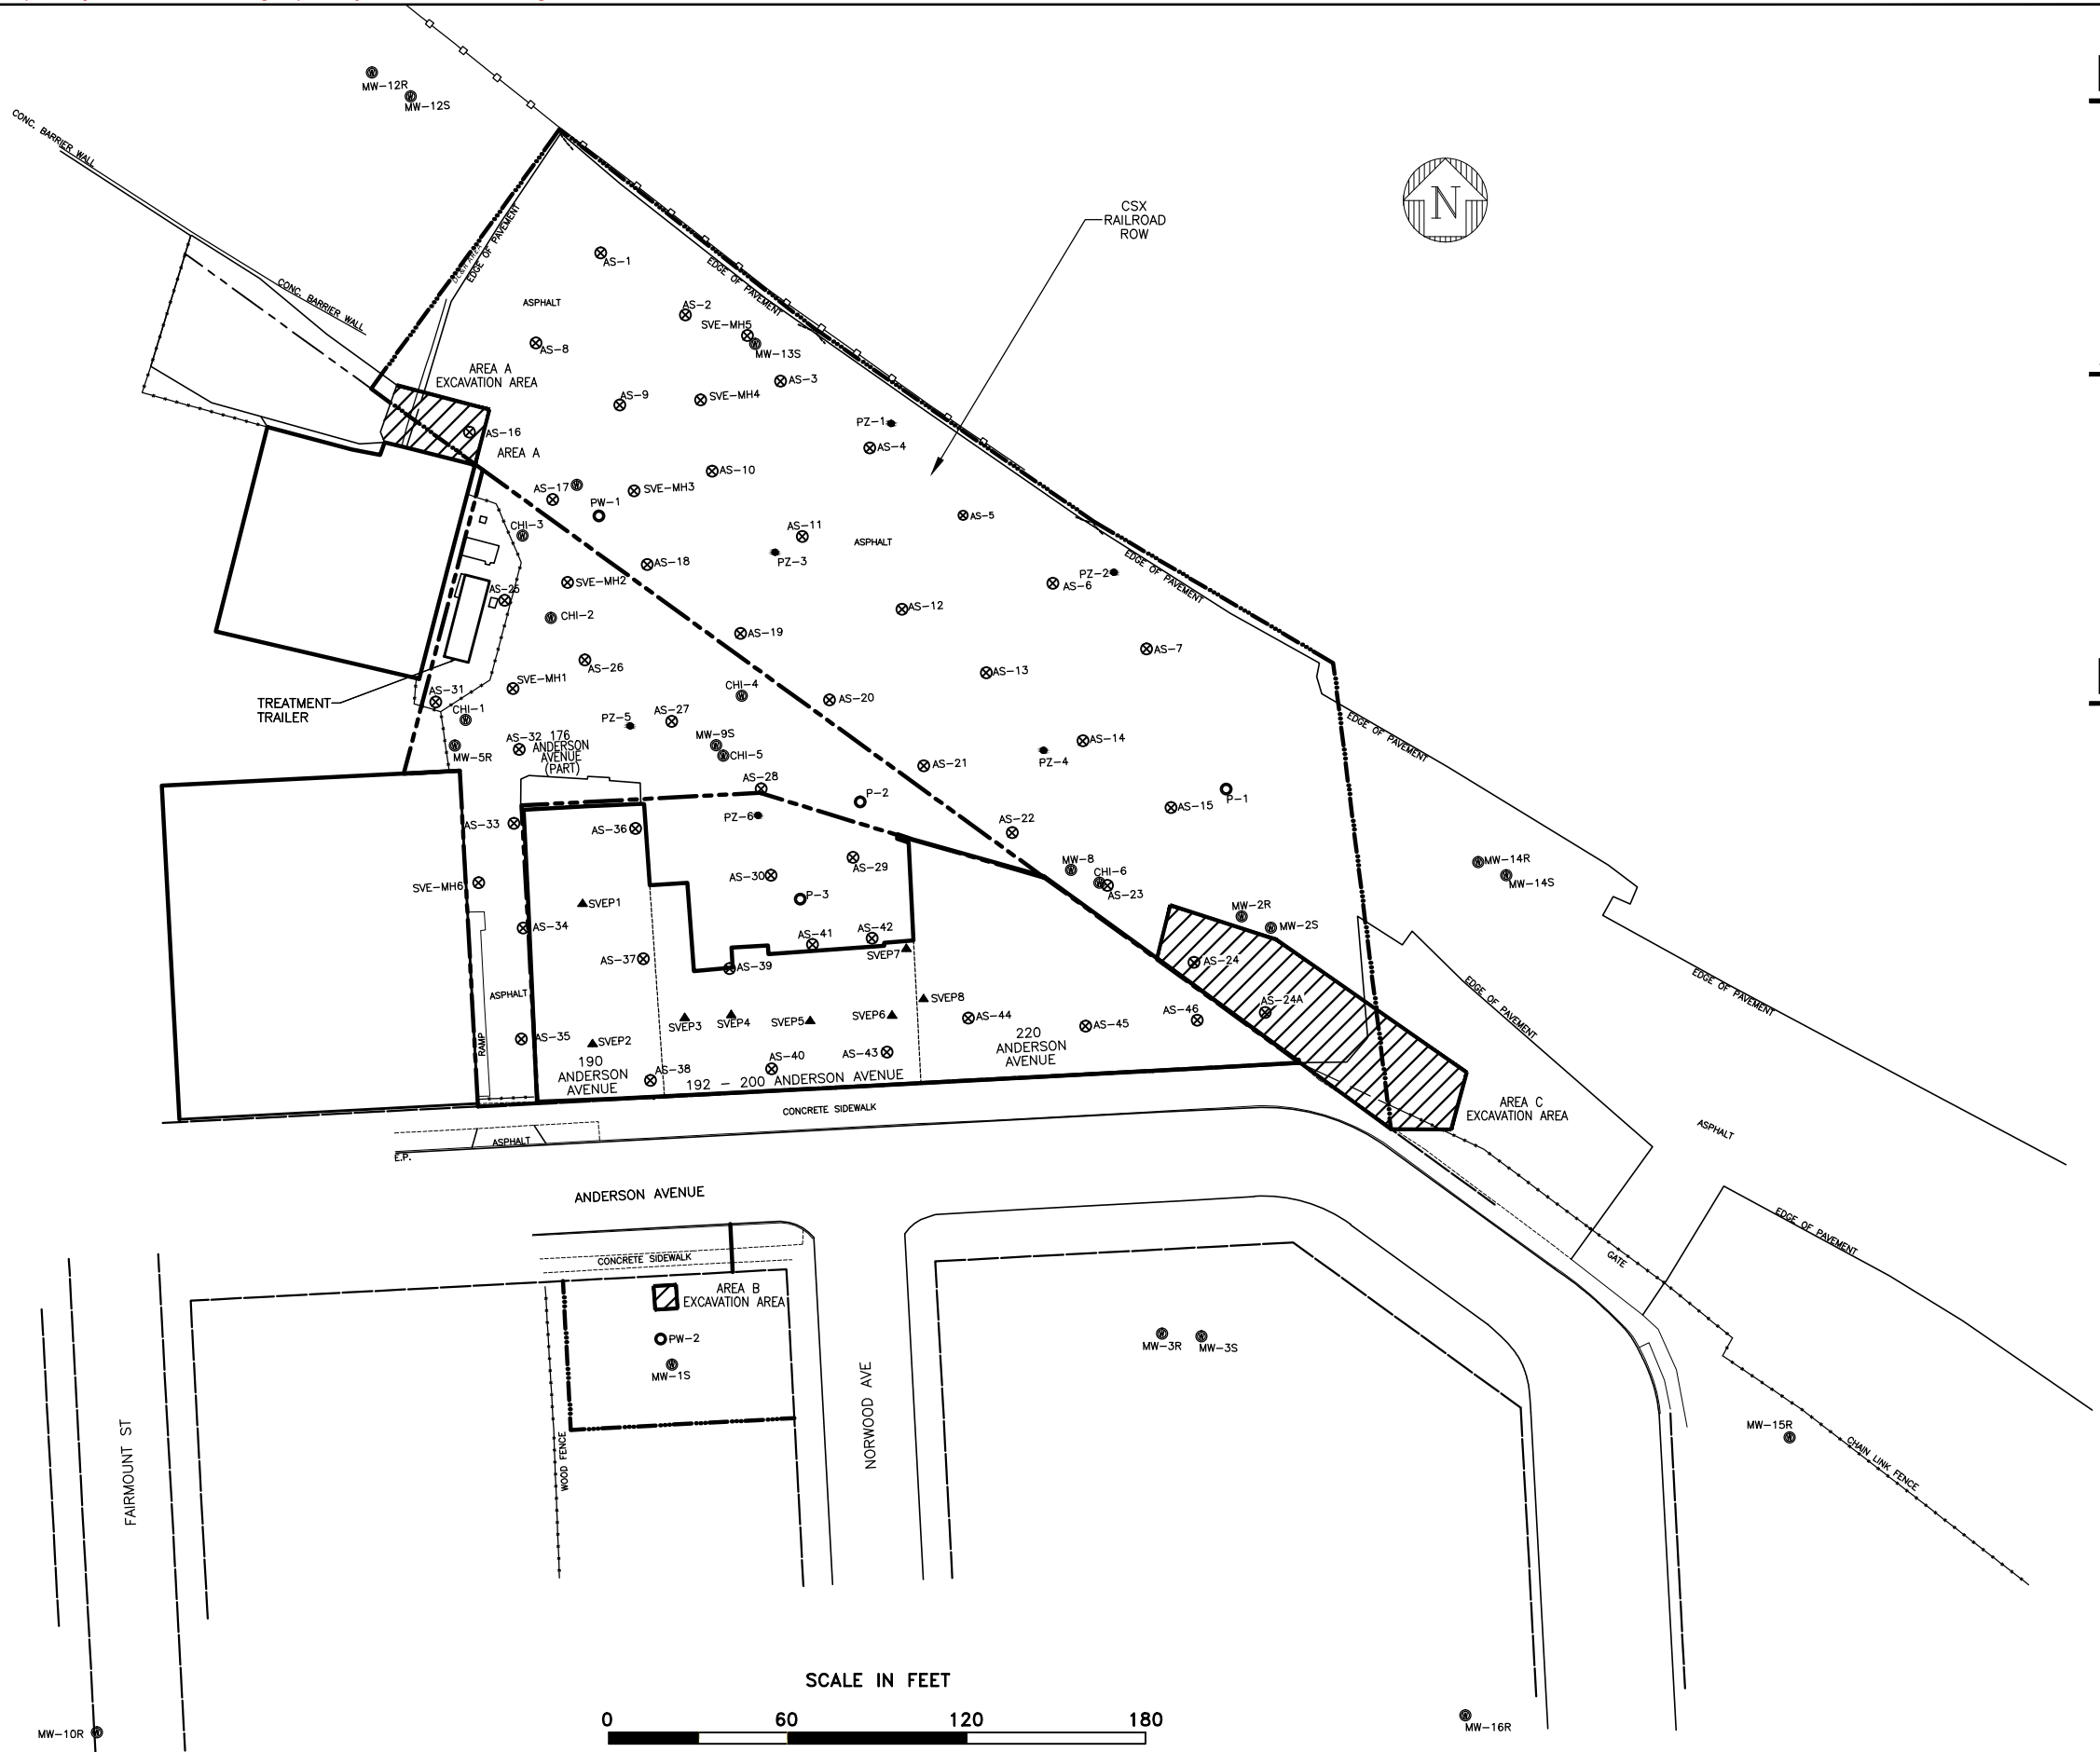 MW-12R
MW-12S
CONC. BARRIER WALL
CONC. BARRIER WALL
EDGE OF PAVEMENT
N
CSX
RAILROAD
ROW
AS-1
EDGE OF PAVEMENT
ASPHALT
AS-2
SVE-MH5
MW-13S
AS-8
AREA A
EXCAVATION AREA
AS-3
AS-9
SVE-MH4
PZ-1
AS-16
AS-4
AREA A
AS-10
AS-17
SVE-MH3
PW-1
AS-5
CHI-3
AS-11
ASPHALT
PZ-3
AS-18
EDGE OF PAVEMENT
SVE-MH2
PZ-2
AS-6
AS-25
CHI-2
AS-12
AS-19
AS-7
AS-26
AS-13
SVE-MH1
CHI-4
AS-31
AS-20
TREATMENT
TRAILER
CHI-1
PZ-5
AS-27
EDGE OF PAVEMENT
MW-5R
AS-32
176
ANDERSON
AVENUE
(PART)
MW-9S
CHI-5
AS-14
PZ-4
AS-21
AS-28
P-2
P-1
AS-15
AS-33
AS-36
PZ-6
AS-22
AS-29
MW-8
CHI-6
AS-23
MW-14R
MW-14S
SVE-MH6
AS-30
P-3
SVEP1
AS-34
AS-41
AS-42
SVEP7
MW-2R
MW-2S
AS-37
AS-39
AS-24
EDGE OF PAVEMENT
EDGE OF PAVEMENT
ASPHALT
SVEP8
AS-24A
SVEP3
SVEP4
SVEP5
SVEP6
AS-44
AS-45
AS-46
RAMP
AS-35
SVEP2
220
ANDERSON
AVENUE
190
ANDERSON
AVENUE
AS-38
AS-40
AS-43
192 - 200 ANDERSON AVENUE
CONCRETE SIDEWALK
AREA C
EXCAVATION AREA
ASPHALT
ASPHALT
E.P.
ANDERSON AVENUE
EDGE OF PAVEMENT
CONCRETE SIDEWALK
GATE
AREA B
EXCAVATION AREA
PW-2
MW-1S
MW-3R
MW-3S
FAIRMOUNT ST
WOOD FENCE
NORWOOD AVE
MW-15R
CHAIN LINK FENCE
SCALE IN FEET
0 60 120 180
MW-10R
MW-16R